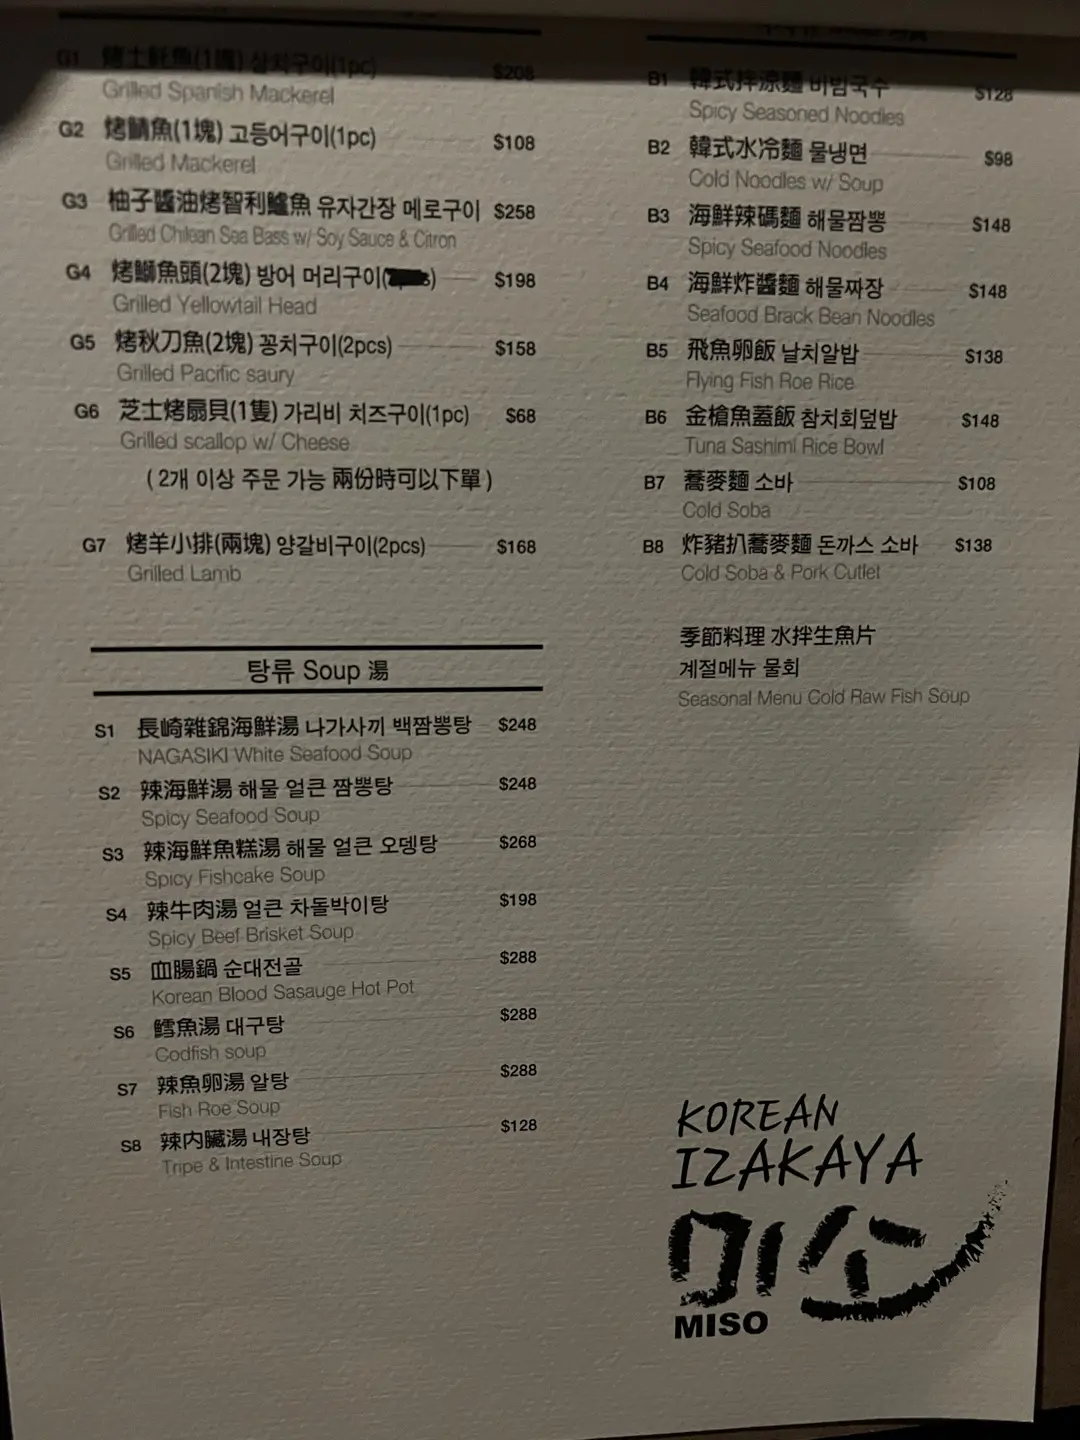 G1 烤土魠魚(1塊) 삼치구이(1pc) $208
Grilled Spanish Mackerel
G2 烤鯖魚(1塊) 고등어구이(1pc) $108
Grilled Mackerel
G3 柚子醬油烤智利鱸魚 유자간장 메로구이 $258
Grilled Chilean Sea Bass w/ Soy Sauce & Citron
G4 烤鰤魚頭(2塊) 방어 머리구이( ) $198
Grilled Yellowtail Head
G5 烤秋刀魚(2塊) 꽁치구이(2pcs) $158
Grilled Pacific saury
G6 芝士烤扇貝(1隻) 가리비 치즈구이(1pc) $68
Grilled scallop w/ Cheese
( 2개 이상 주문 가능 兩份時可以下單 )
G7 烤羊小排(兩塊) 양갈비구이(2pcs) $168
Grilled Lamb
탕류 Soup 湯
S1 長崎雜錦海鮮湯 나가사끼 백짬뽕탕 $248
NAGASIKI White Seafood Soup
S2 辣海鮮湯 해물 얼큰 짬뽕탕 $248
Spicy Seafood Soup
S3 辣海鮮魚糕湯 해물 얼큰 오뎅탕 $268
Spicy Fishcake Soup
S4 辣牛肉湯 얼큰 차돌박이탕 $198
Spicy Beef Brisket Soup
S5 血腸鍋 순대전골 $288
Korean Blood Sasauge Hot Pot
S6 鱈魚湯 대구탕 $288
Codfish soup
S7 辣魚卵湯 알탕 $288
Fish Roe Soup
S8 辣內臟湯 내장탕 $128
Tripe & Intestine Soup
B1 韓式拌涼麵 비빔국수 $128
Spicy Seasoned Noodles
B2 韓式水冷麵 물냉면 $98
Cold Noodles w/ Soup
B3 海鮮辣碼麵 해물짬뽕 $148
Spicy Seafood Noodles
B4 海鮮炸醬麵 해물짜장 $148
Seafood Brack Bean Noodles
B5 飛魚卵飯 날치알밥 $138
Flying Fish Roe Rice
B6 金槍魚蓋飯 참치회덮밥 $148
Tuna Sashimi Rice Bowl
B7 蕎麥麵 소바 $108
Cold Soba
B8 炸豬扒蕎麥麵 돈까스 소바 $138
Cold Soba & Pork Cutlet
季節料理 水拌生魚片
계절메뉴 물회
Seasonal Menu Cold Raw Fish Soup
KOREAN
IZAKAYA
미소
MISO